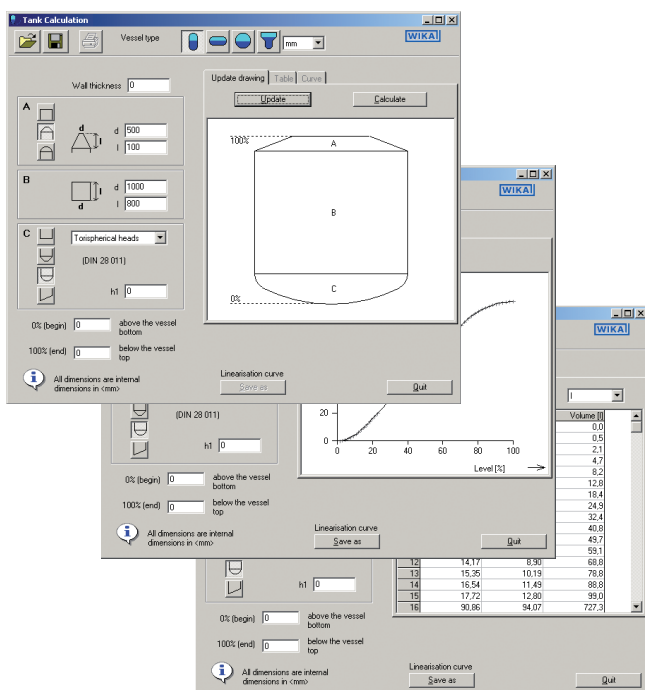 Tank Calculation
Vessel type
mm
WIKAI
Wall thickness 0
Update drawing Table Curve
Update Calculate
A
d
l
d 500
l 100
B
l
d
d 1000
l 800
C
Torispherical heads
(DIN 28 011)
h1 0
100%
A
B
C
0%
0% (begin) 0 above the vessel
bottom
100% (end) 0 below the vessel
top
i
All dimensions are internal
dimensions in <mm>
Linearisation curve
Save as
Quit
WIKAI
20
0
0 20 40 60 80 100
Level [%]
(DIN 28 011)
h1 0
0% (begin) 0 above the vessel
bottom
100% (end) 0 below the vessel
top
i
All dimensions are internal
dimensions in <mm>
Linearisation curve
Save as
Quit
WIKAI
l
Volume [l]
0,0
0,5
2,1
4,7
8,2
12,8
18,4
24,9
32,4
40,8
49,7
59,1
12 14,17 8,90 68,8
13 15,35 10,19 78,8
14 16,54 11,49 88,8
15 17,72 12,80 99,0
16 90,86 94,07 727,3
h1 0
0% (begin) 0 above the vessel
bottom
100% (end) 0 below the vessel
top
i
All dimensions are internal
dimensions in <mm>
Linearisation curve
Save as
Quit